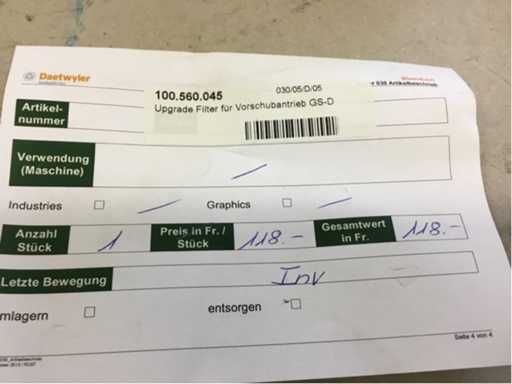 Daetwyler
INDUSTRIES
100.560.045 030/05/D/05
Upgrade Filter für Vorschubantrieb GS-D
Artikel-
nummer
Verwendung
(Maschine)
Industries Graphics
Anzahl
Stück
1
Preis in Fr. /
Stück
118.-
Gesamtwert
in Fr.
118.-
Letzte Bewegung Inv
mlagern entsorgen
Seite 4 von 4